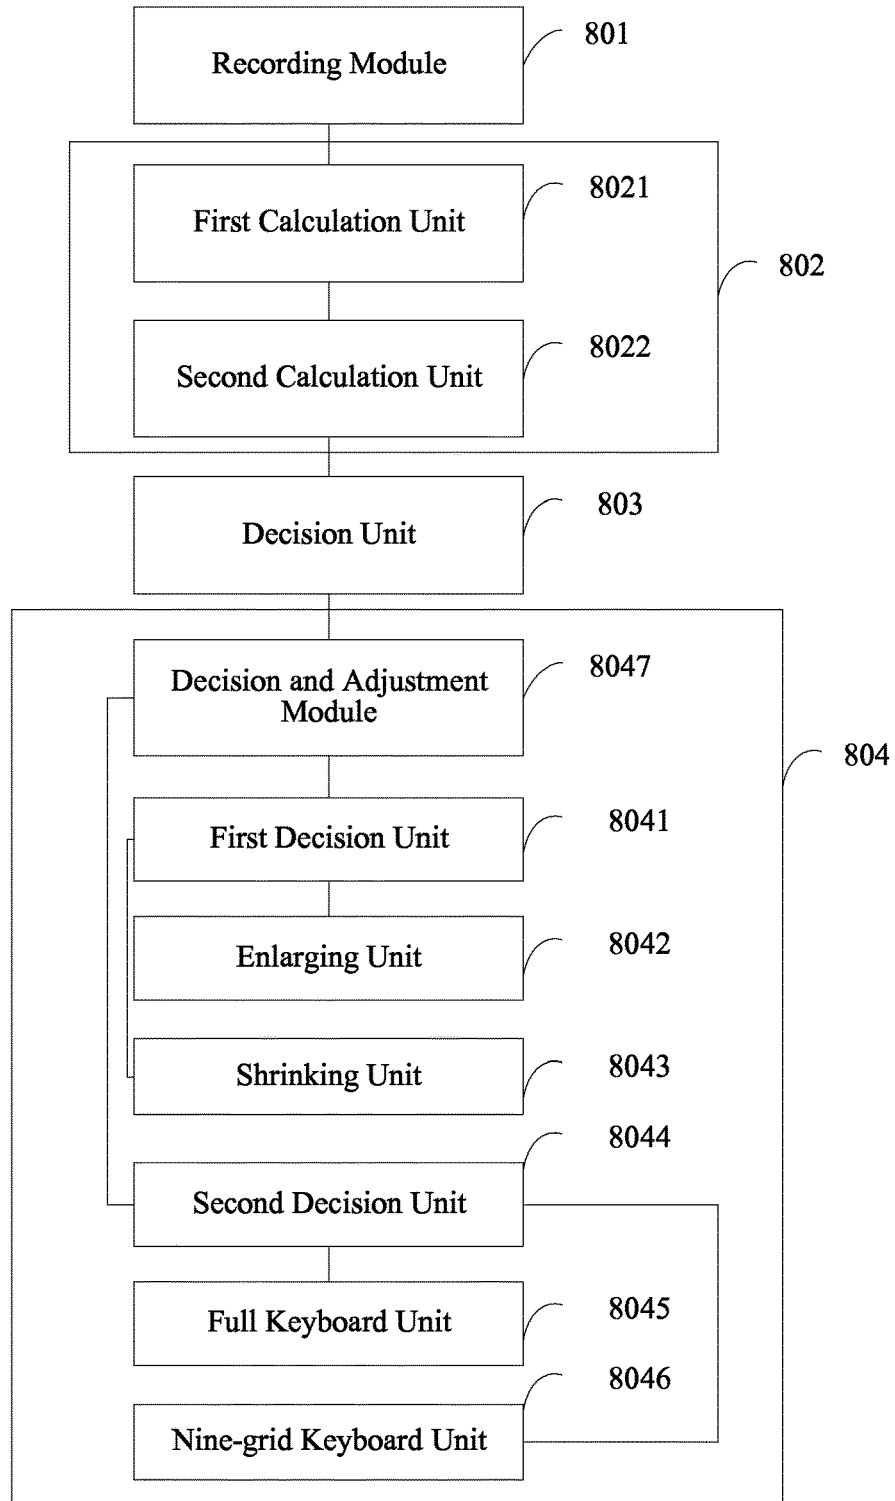 Recording Module
801
First Calculation Unit
8021
802
Second Calculation Unit
8022
Decision Unit
803
Decision and Adjustment
Module
8047
804
First Decision Unit
8041
Enlarging Unit
8042
Shrinking Unit
8043
Second Decision Unit
8044
Full Keyboard Unit
8045
Nine-grid Keyboard Unit
8046